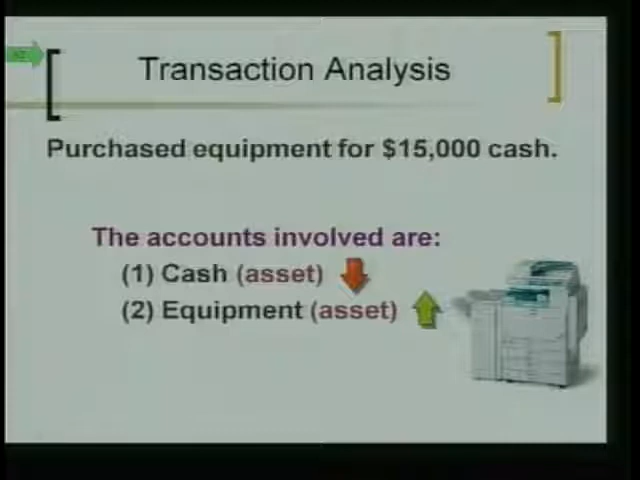 Transaction Analysis
Purchased equipment for $15,000 cash.
The accounts involved are:
(1) Cash (asset)
(2) Equipment (asset)